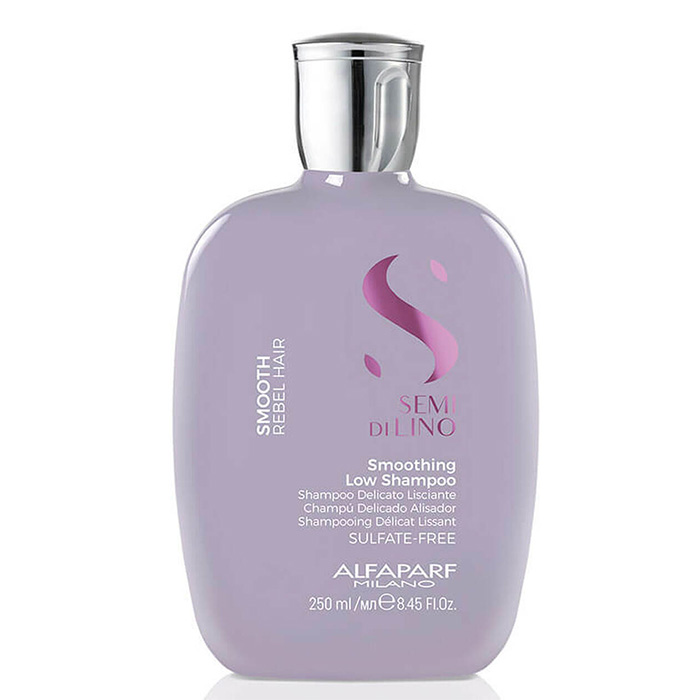 SMOOTH
REBEL HAIR
SEMI
DI LINO
Smoothing
Low Shampoo
Shampoo Delicato Lisciante
Champú Delicado Alisador
Shampooing Délicat Lissant
SULFATE-FREE
ALFAPARF
MILANO
250 ml /мл℮8.45 Fl.Oz.